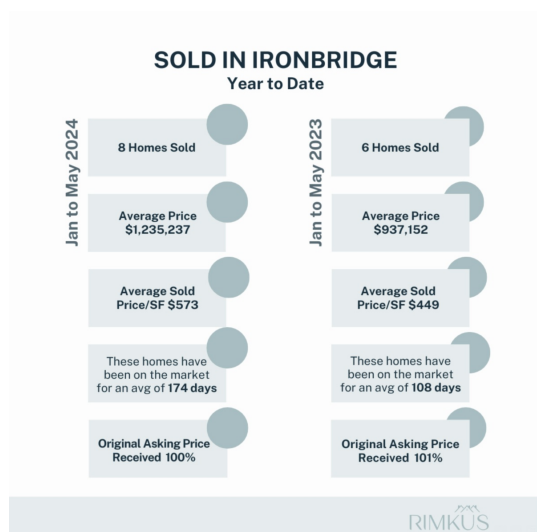 SOLD IN IRONBRIDGE
Year to Date
Jan to May 2024
8 Homes Sold
Average Price
$1,235,237
Average Sold
Price/SF $573
These homes have
been on the market
for an avg of 174 days
Original Asking Price
Received 100%
Jan to May 2023
6 Homes Sold
Average Price
$937,152
Average Sold
Price/SF $449
These homes have
been on the market
for an avg of 108 days
Original Asking Price
Received 101%
RIMKUS